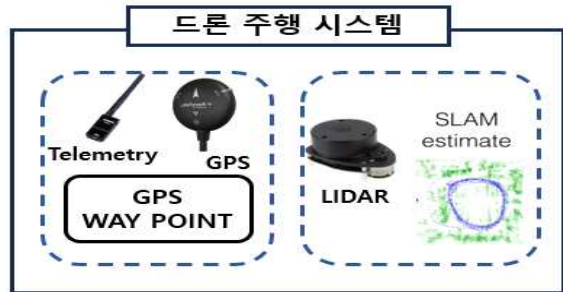 드론 주행 시스템
Telemetry
GPS
GPS
WAY POINT
LIDAR
SLAM
estimate